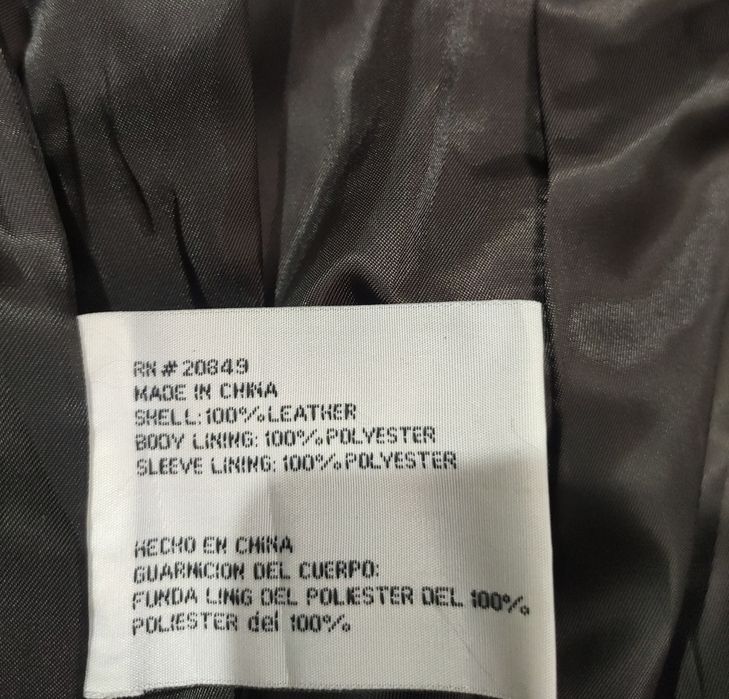 RN # 20849
MADE IN CHINA
SHELL: 100% LEATHER
BODY LINING: 100% POLYESTER
SLEEVE LINING: 100% POLYESTER
HECHO EN CHINA
GUARNICION DEL CUERPO:
FUNDA LINIG DEL POLIESTER DEL 100%
POLIESTER del 100%